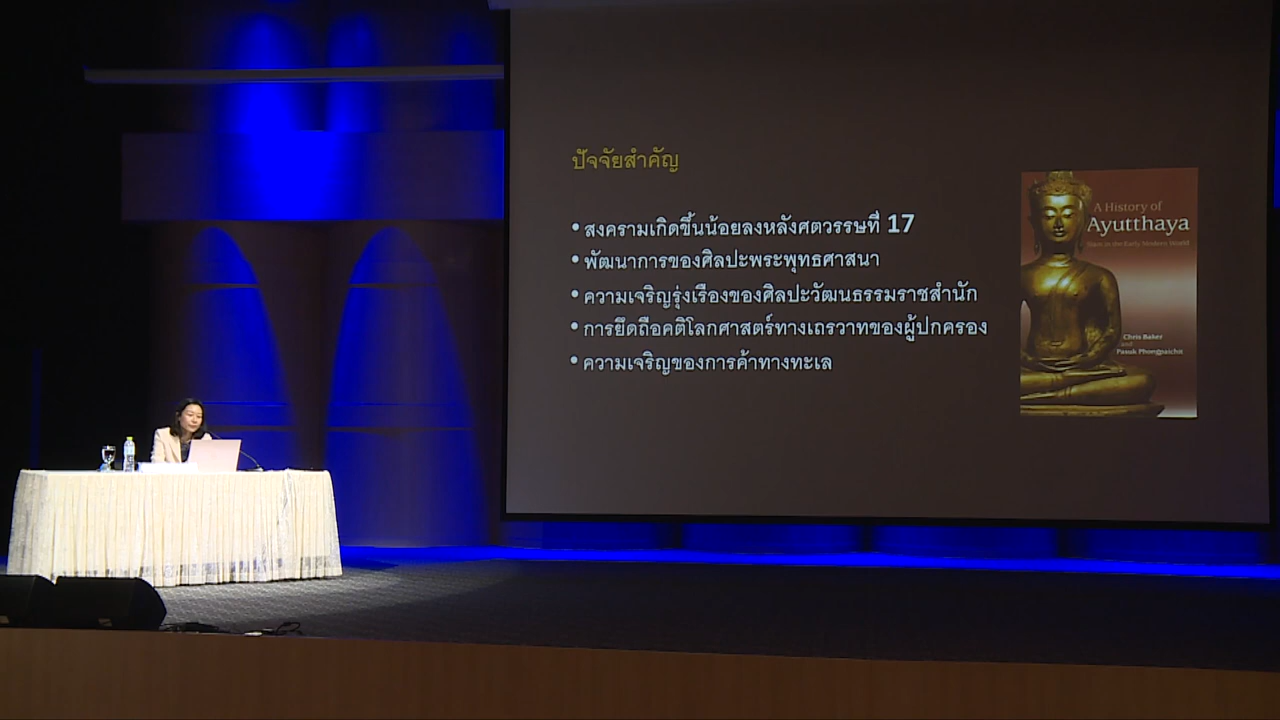 ปัจจัยสำคัญ
• สงครามเกิดขึ้นน้อยลงหลังศตวรรษที่ 17
• พัฒนาการของศิลปะพระพุทธศาสนา
• ความเจริญรุ่งเรืองของศิลปะวัฒนธรรมราชสำนัก
• การยึดถือคติโลกศาสตร์ทางเถรวาทของผู้ปกครอง
• ความเจริญของการค้าทางทะเล
A History of
Ayutthaya
Siam in the Early Modern World
Chris Baker
and
Pasuk Phongpaichit